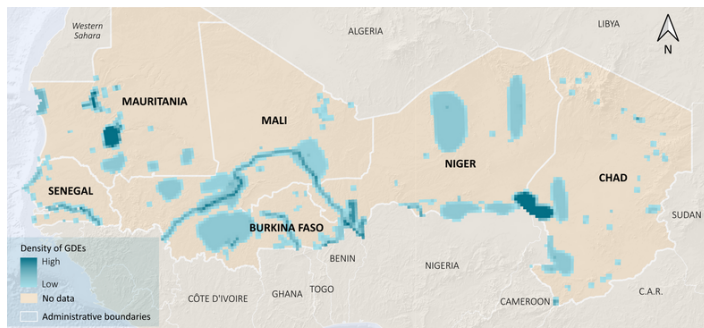 Western
Sahara
ALGERIA
LIBYA
N
MAURITANIA
MALI
NIGER
CHAD
SENEGAL
SUDAN
BURKINA FASO
Density of GDEs
High
Low
No data
Administrative boundaries
BENIN
NIGERIA
CÔTE D'IVOIRE
GHANA
TOGO
CAMEROON
C.A.R.